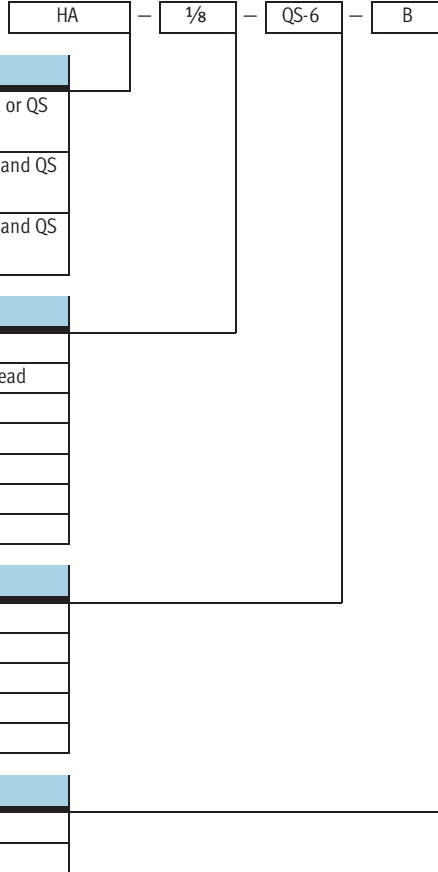 HA – ⅛ – QS-6 – B
or QS
and QS
and QS
ead